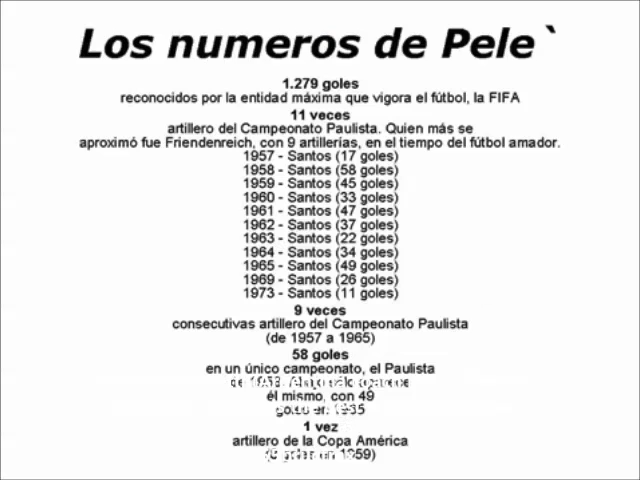 Los numeros de Pele`
1.279 goles
reconocidos por la entidad máxima que vigora el fútbol, la FIFA
11 veces
artillero del Campeonato Paulista. Quien más se
aproximó fue Friendenreich, con 9 artillerías, en el tiempo del fútbol amador.
1957 - Santos (17 goles)
1958 - Santos (58 goles)
1959 - Santos (45 goles)
1960 - Santos (33 goles)
1961 - Santos (47 goles)
1962 - Santos (37 goles)
1963 - Santos (22 goles)
1964 - Santos (34 goles)
1965 - Santos (49 goles)
1969 - Santos (26 goles)
1973 - Santos (11 goles)
9 veces
consecutivas artillero del Campeonato Paulista
(de 1957 a 1965)
58 goles
en un único campeonato, el Paulista
de
él mismo, con 49
en
1 vez
artillero de la Copa América
1959)